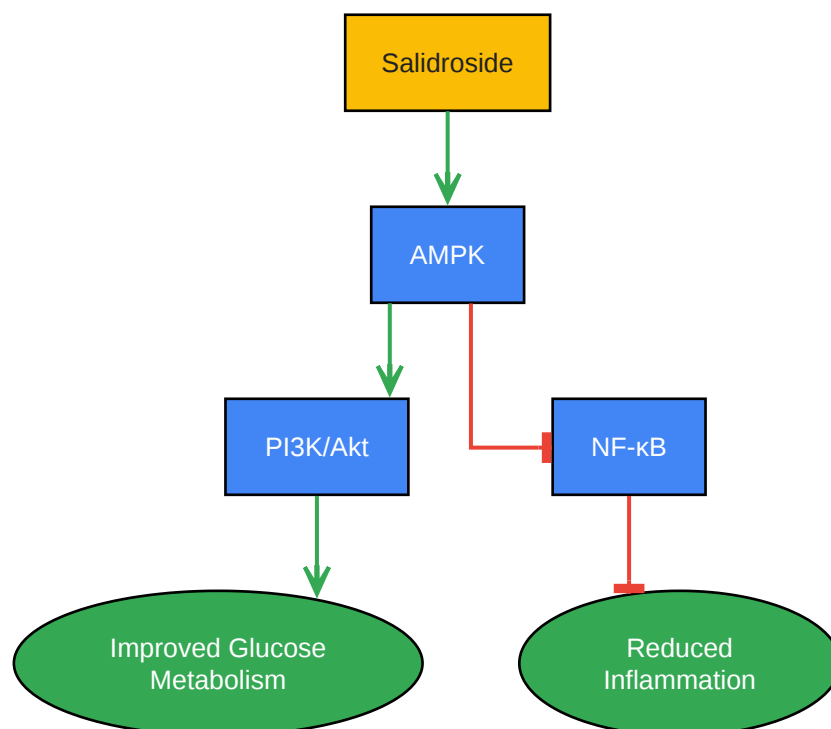 Salidroside
AMPK
PI3K/Akt
NF-κB
Improved Glucose
Metabolism
Reduced
Inflammation